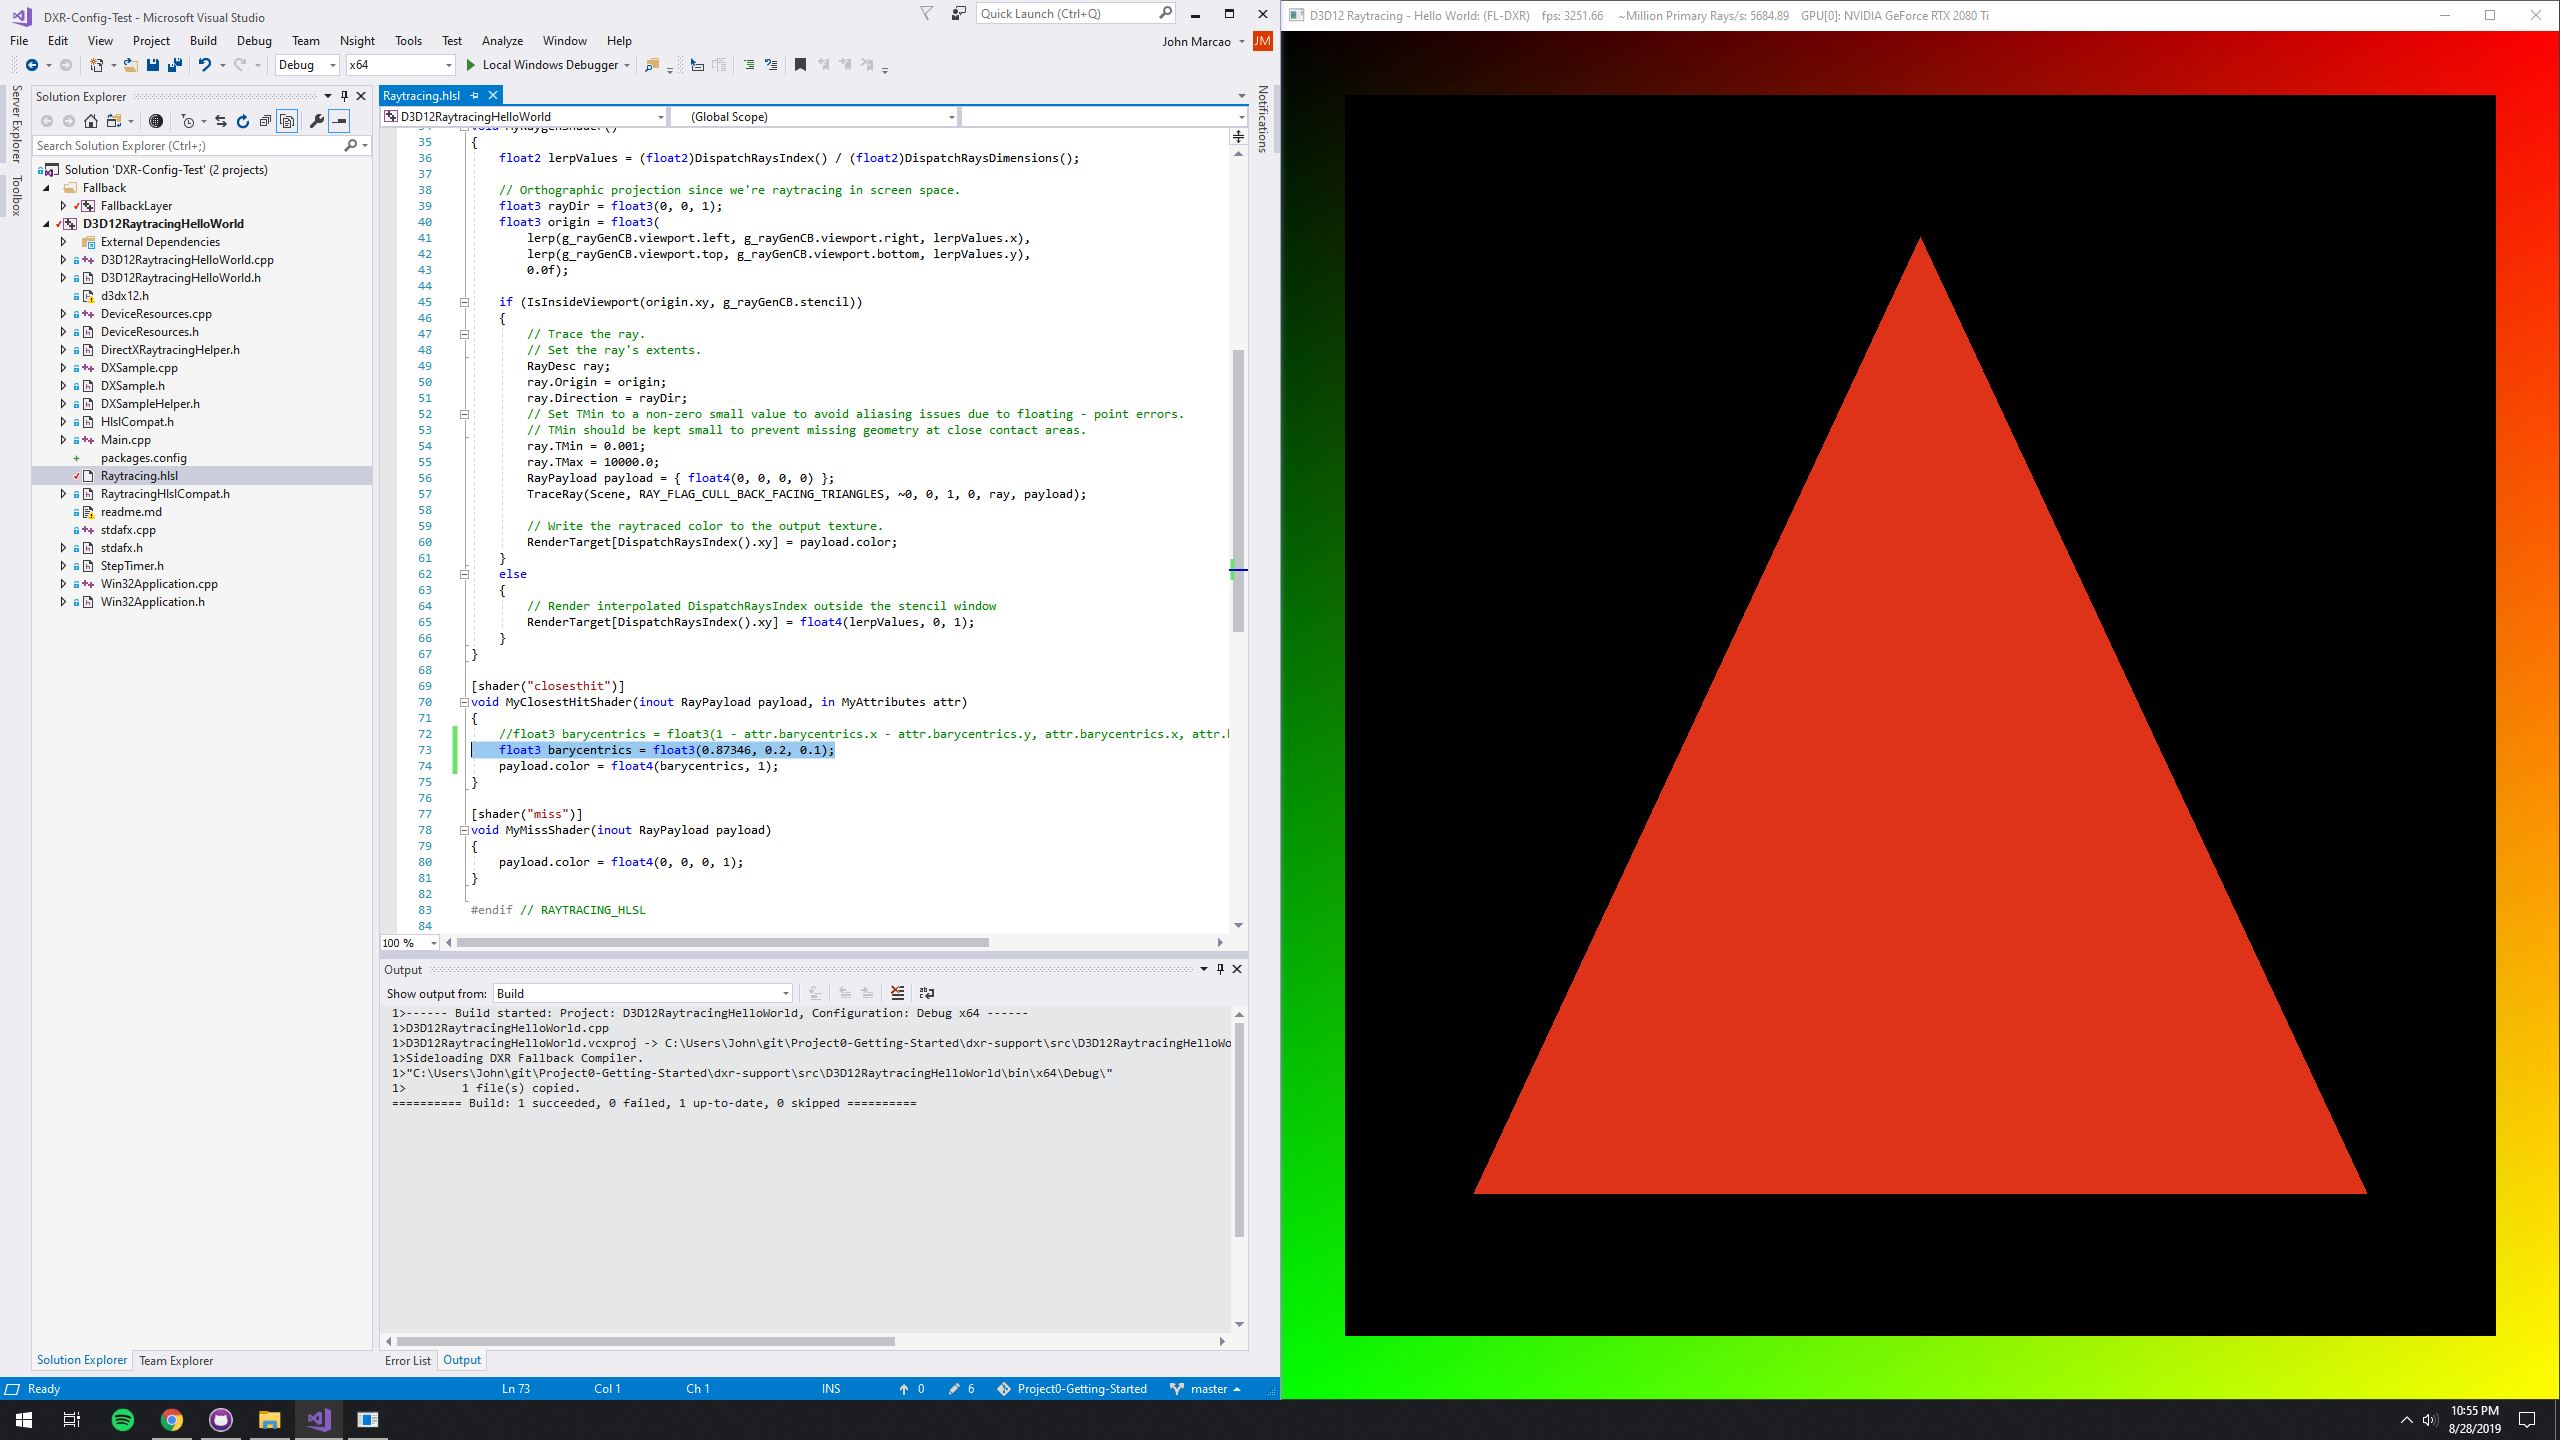 DXR-Config-Test - Microsoft Visual Studio
Quick Launch (Ctrl+Q)
File Edit View Project Build Debug Team Nsight Tools Test Analyze Window Help
John Marcao JM
Debug x64 Local Windows Debugger
Server Explorer
Toolbox
Solution Explorer
Search Solution Explorer (Ctrl+;)
Solution 'DXR-Config-Test' (2 projects)
Fallback
FallbackLayer
D3D12RaytracingHelloWorld
External Dependencies
D3D12RaytracingHelloWorld.cpp
D3D12RaytracingHelloWorld.h
d3dx12.h
DeviceResources.cpp
DeviceResources.h
DirectXRaytracingHelper.h
DXSample.cpp
DXSample.h
DXSampleHelper.h
HlslCompat.h
Main.cpp
packages.config
Raytracing.hlsl
RaytracingHlslCompat.h
readme.md
stdafx.cpp
stdafx.h
StepTimer.h
Win32Application.cpp
Win32Application.h
Solution Explorer Team Explorer
Raytracing.hlsl
D3D12RaytracingHelloWorld (Global Scope)
34 void MyRaygenShader()
35 {
36 float2 lerpValues = (float2)DispatchRaysIndex() / (float2)DispatchRaysDimensions();
37
38 // Orthographic projection since we're raytracing in screen space.
39 float3 rayDir = float3(0, 0, 1);
40 float3 origin = float3(
41 lerp(g_rayGenCB.viewport.left, g_rayGenCB.viewport.right, lerpValues.x),
42 lerp(g_rayGenCB.viewport.top, g_rayGenCB.viewport.bottom, lerpValues.y),
43 0.0f);
44
45 if (IsInsideViewport(origin.xy, g_rayGenCB.stencil))
46 {
47 // Trace the ray.
48 // Set the ray's extents.
49 RayDesc ray;
50 ray.Origin = origin;
51 ray.Direction = rayDir;
52 // Set TMin to a non-zero small value to avoid aliasing issues due to floating - point errors.
53 // TMin should be kept small to prevent missing geometry at close contact areas.
54 ray.TMin = 0.001;
55 ray.TMax = 10000.0;
56 RayPayload payload = { float4(0, 0, 0, 0) };
57 TraceRay(Scene, RAY_FLAG_CULL_BACK_FACING_TRIANGLES, ~0, 0, 1, 0, ray, payload);
58
59 // Write the raytraced color to the output texture.
60 RenderTarget[DispatchRaysIndex().xy] = payload.color;
61 }
62 else
63 {
64 // Render interpolated DispatchRaysIndex outside the stencil window
65 RenderTarget[DispatchRaysIndex().xy] = float4(lerpValues, 0, 1);
66 }
67 }
68
69 [shader("closesthit")]
70 void MyClosestHitShader(inout RayPayload payload, in MyAttributes attr)
71 {
72 //float3 barycentrics = float3(1 - attr.barycentrics.x - attr.barycentrics.y, attr.barycentrics.x, attr.
73 float3 barycentrics = float3(0.87346, 0.2, 0.1);
74 payload.color = float4(barycentrics, 1);
75 }
76
77 [shader("miss")]
78 void MyMissShader(inout RayPayload payload)
79 {
80 payload.color = float4(0, 0, 0, 1);
81 }
82
83 #endif // RAYTRACING_HLSL
84
100 %
Notifications
Output
Show output from: Build
1>------ Build started: Project: D3D12RaytracingHelloWorld, Configuration: Debug x64 ------
1>D3D12RaytracingHelloWorld.cpp
1>D3D12RaytracingHelloWorld.vcxproj -> C:\Users\John\git\Project0-Getting-Started\dxr-support\src\D3D12RaytracingHelloWo
1>Sideloading DXR Fallback Compiler.
1>"C:\Users\John\git\Project0-Getting-Started\dxr-support\src\D3D12RaytracingHelloWorld\bin\x64\Debug\"
1> 1 file(s) copied.
========== Build: 1 succeeded, 0 failed, 1 up-to-date, 0 skipped ==========
Error List Output
Ready Ln 73 Col 1 Ch 1 INS 0 6 Project0-Getting-Started master
D3D12 Raytracing - Hello World: (FL-DXR) fps: 3251.66 ~Million Primary Rays/s: 5684.89 GPU[0]: NVIDIA GeForce RTX 2080 Ti
10:55 PM
8/28/2019